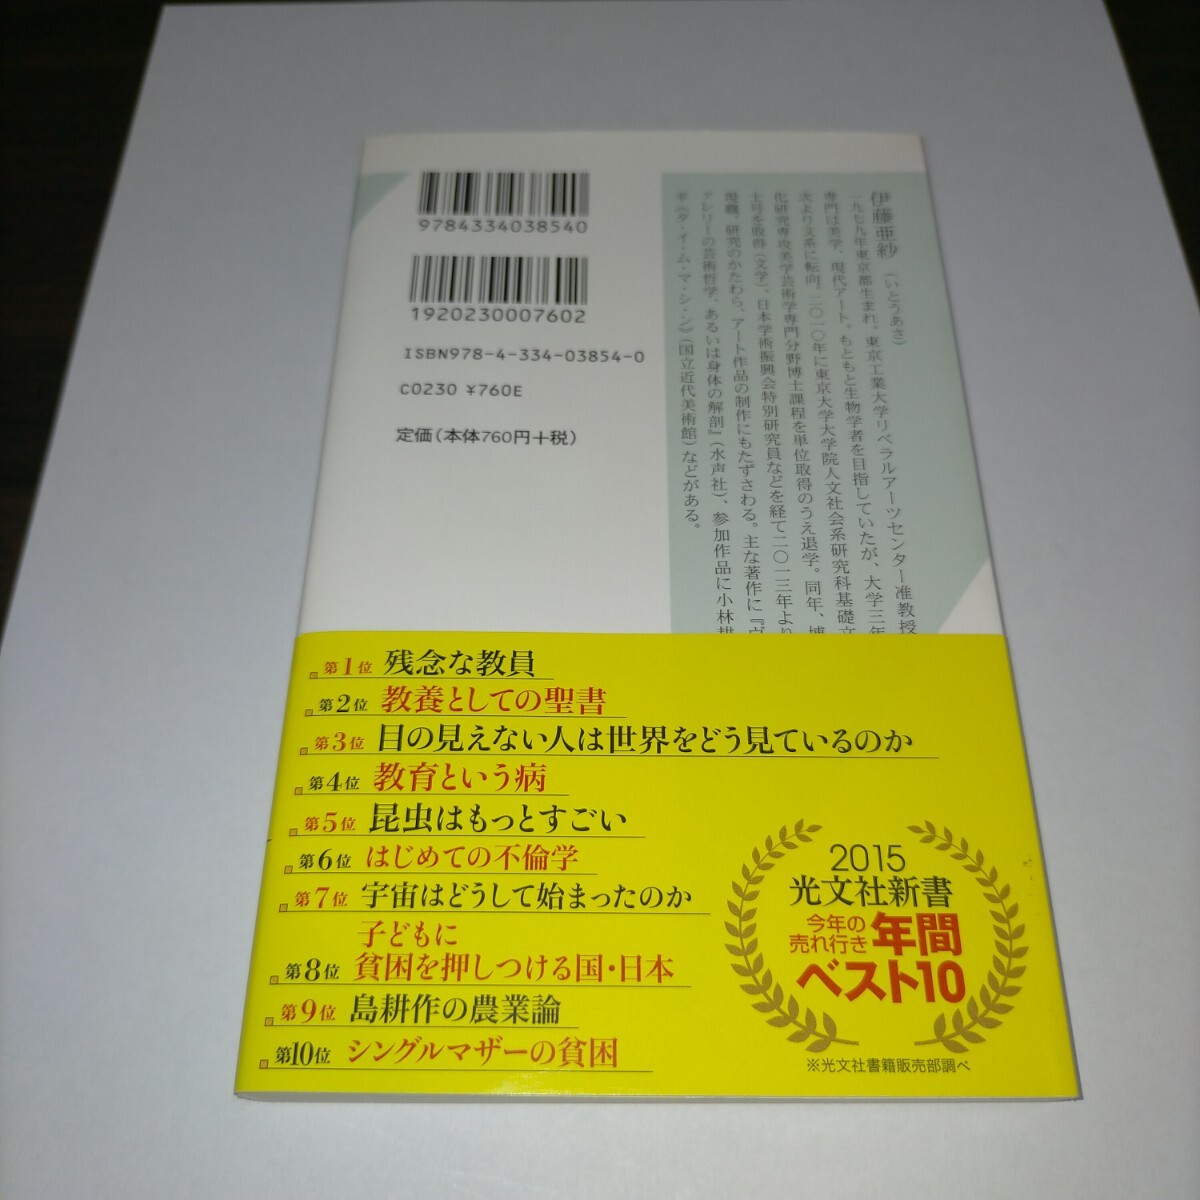 9784334038540
1920230007602
ISBN978-4-334-03854-0
C0230 ¥760E
定価(本体760円+税)
伊藤亜紗(いとうあさ)
一九七九年東京都生まれ。東京工業大学リベラルアーツセンター准教授
専門は美学、現代アート。もともと生物学者を目指していたが、大学三年
次より文系に転向。二〇一〇年に東京大学大学院人文社会系研究科基礎文
化研究専攻美学芸術学専門分野博士課程を単位取得のうえ退学。同年、博
士号を取得(文学)。日本学術振興会特別研究員などを経て二〇一三年より
現職。研究のかたわら、アート作品の制作にもたずさわる。主な著作に『ヴ
ァレリーの芸術哲学、あるいは身体の解剖』(水声社)、参加作品に小林耕
平《タ・イ・ム・マ・シ・ン》(国立近代美術館)などがある。
第1位 残念な教員
第2位 教養としての聖書
第3位 目の見えない人は世界をどう見ているのか
第4位 教育という病
第5位 昆虫はもっとすごい
第6位 はじめての不倫学
第7位 宇宙はどうして始まったのか
子どもに
第8位 貧困を押しつける国・日本
第9位 島耕作の農業論
第10位 シングルマザーの貧困
2015
光文社新書
今年の
売れ行き 年間
ベスト10
※光文社書籍販売部調べ